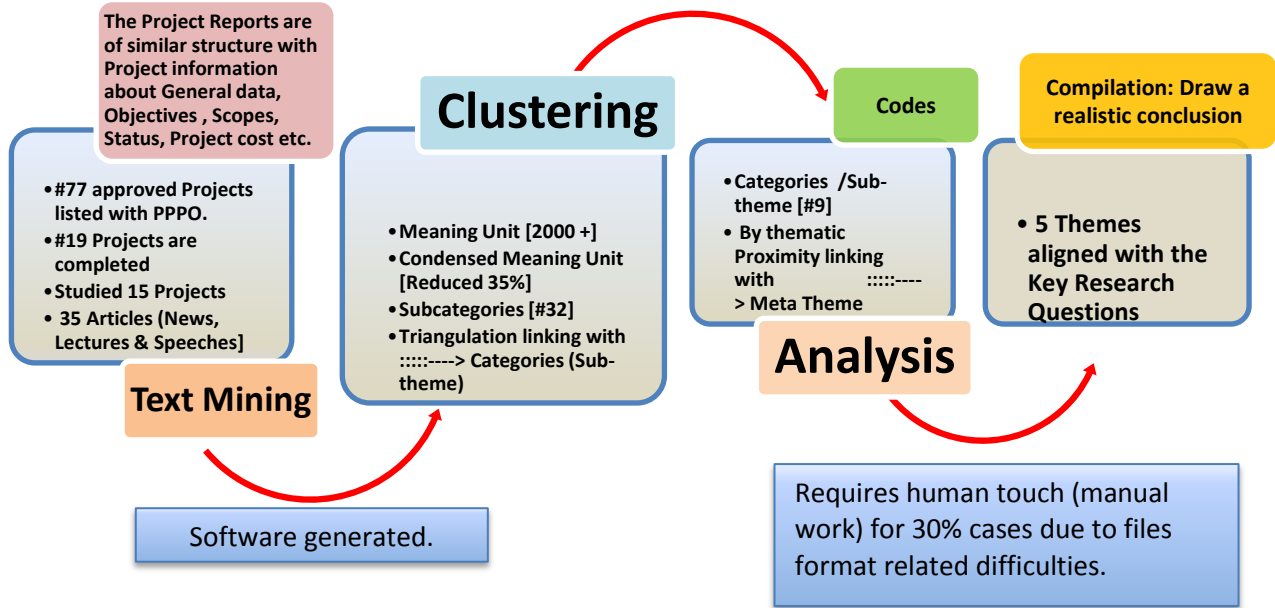 The Project Reports are
of similar structure with
Project information
about General data,
Objectives , Scopes,
Status, Project cost etc.
•#77 approved Projects
listed with PPPO.
•#19 Projects are
completed
•Studied 15 Projects
• 35 Articles (News,
Lectures & Speeches]
Text Mining
Software generated.
Clustering
•Meaning Unit [2000 +]
•Condensed Meaning Unit
[Reduced 35%]
•Subcategories [#32]
•Triangulation linking with
:::::----> Categories (Sub-
theme)
Codes
•Categories /Sub-
theme [#9]
• By thematic
Proximity linking
with :::::----
> Meta Theme
Analysis
Requires human touch (manual
work) for 30% cases due to files
format related difficulties.
Compilation: Draw a
realistic conclusion
• 5 Themes
aligned with the
Key Research
Questions